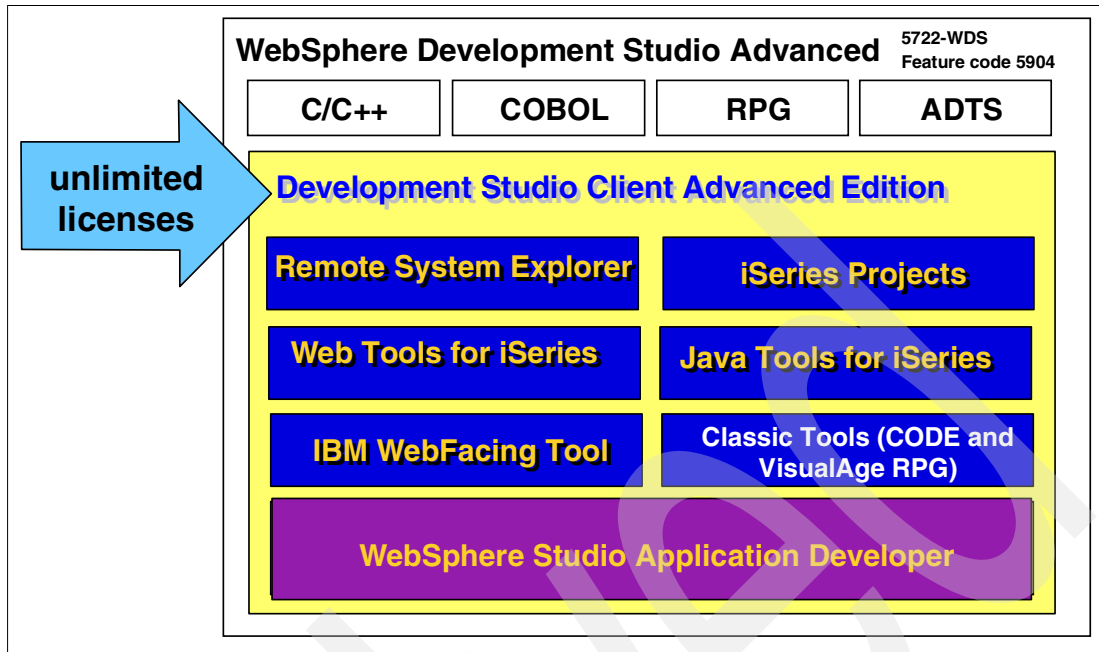 WebSphere Development Studio Advanced
5722-WDS
Feature code 5904
C/C++
COBOL
RPG
ADTS
unlimited
licenses
Development Studio Client Advanced Edition
Remote System Explorer
iSeries Projects
Web Tools for iSeries
Java Tools for iSeries
IBM WebFacing Tool
Classic Tools (CODE and
VisualAge RPG)
WebSphere Studio Application Developer